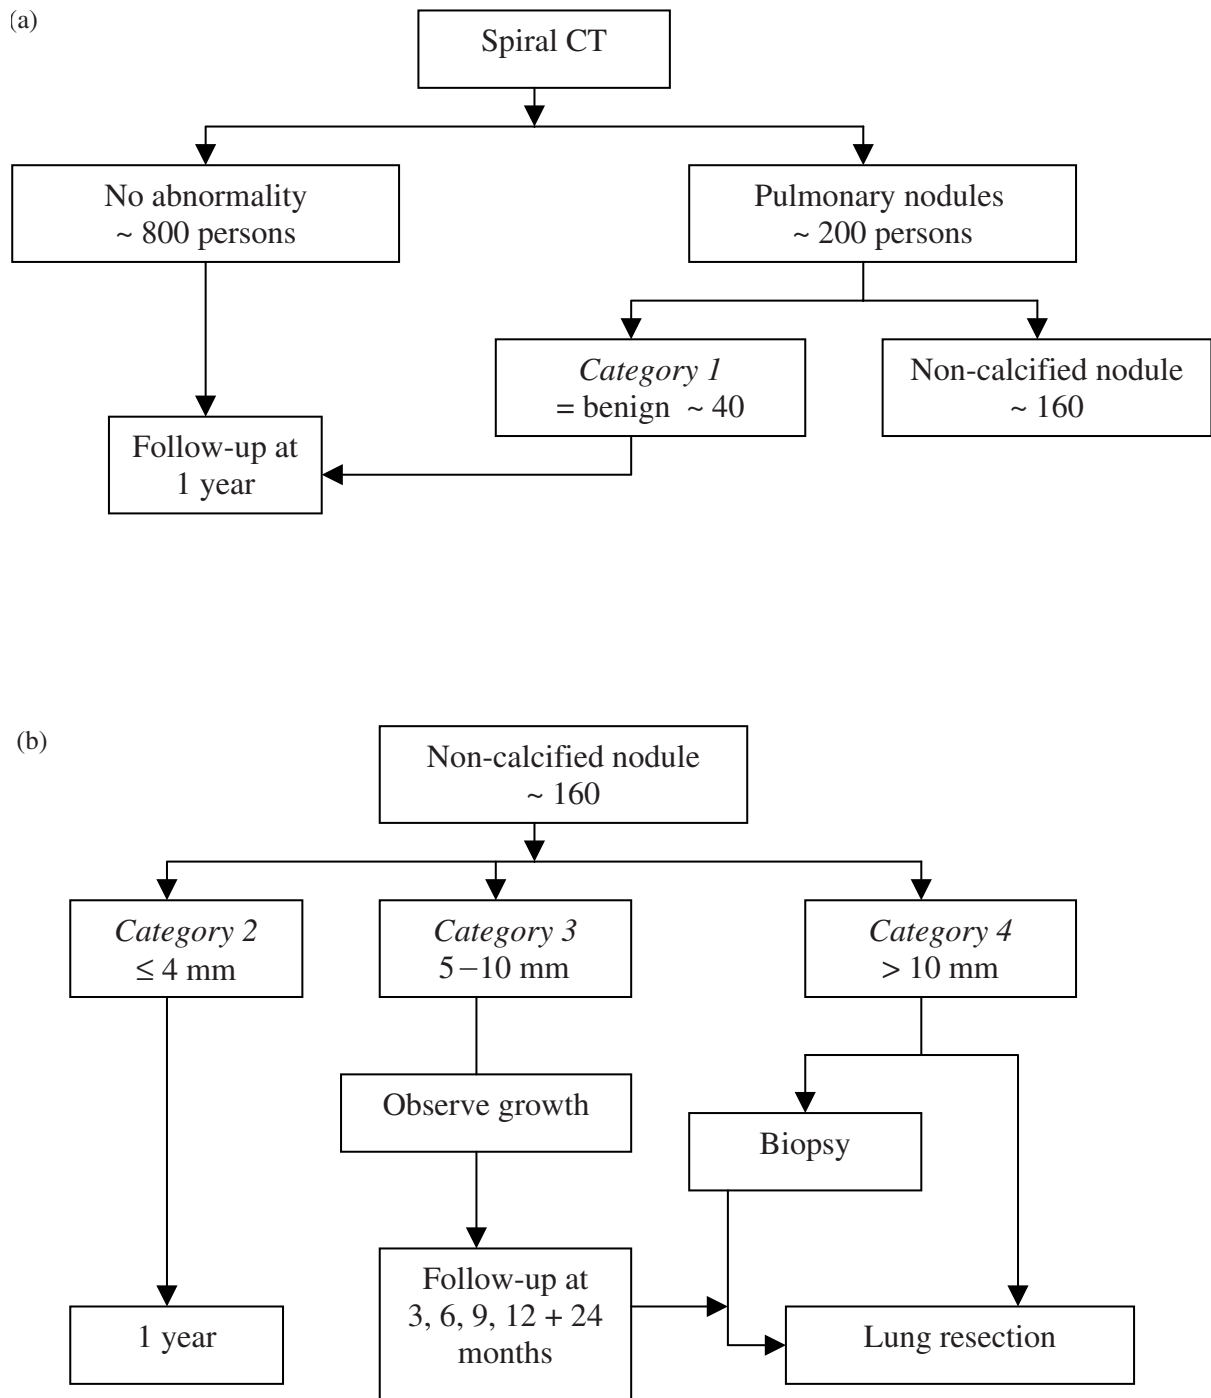 (a)
Spiral CT
No abnormality
~ 800 persons
Pulmonary nodules
~ 200 persons
Category 1
= benign ~ 40
Non-calcified nodule
~ 160
Follow-up at
1 year
(b)
Non-calcified nodule
~ 160
Category 2
≤ 4 mm
Category 3
5–10 mm
Category 4
> 10 mm
Observe growth
Biopsy
Follow-up at
3, 6, 9, 12 + 24
months
1 year
Lung resection